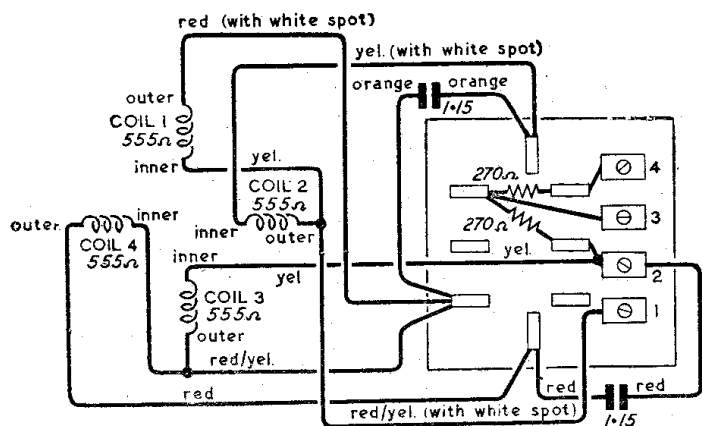 red (with white spot)
yel. (with white spot)
orange
orange
1·15
outer
COIL 1
555Ω
inner
yel.
COIL 2
555Ω
inner
outer
outer.
inner
COIL 4
555Ω
inner
yel
yel.
COIL 3
555Ω
outer
270Ω
270Ω
4
3
2
1
red/yel.
red
red/yel. (with white spot)
red
red
1·15